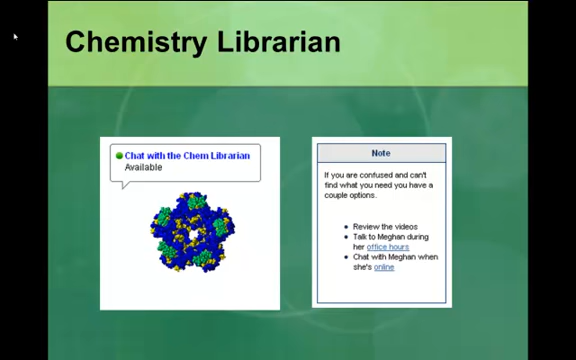 Chemistry Librarian
Chat with the Chem Librarian
Available
Note
If you are confused and can't
find what you need you have a
couple options.
Review the videos
Talk to Meghan during
her office hours
Chat with Meghan when
she's online